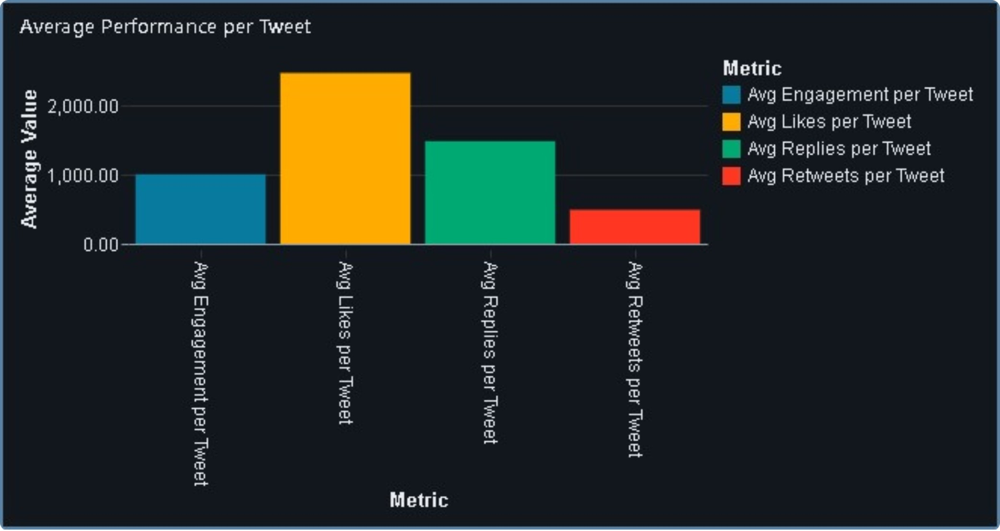 Average Performance per Tweet
Average Value
2,000.00
1,000.00
0.00
Avg Engagement per Tweet
Avg Likes per Tweet
Avg Replies per Tweet
Avg Retweets per Tweet
Metric
Metric
Avg Engagement per Tweet
Avg Likes per Tweet
Avg Replies per Tweet
Avg Retweets per Tweet